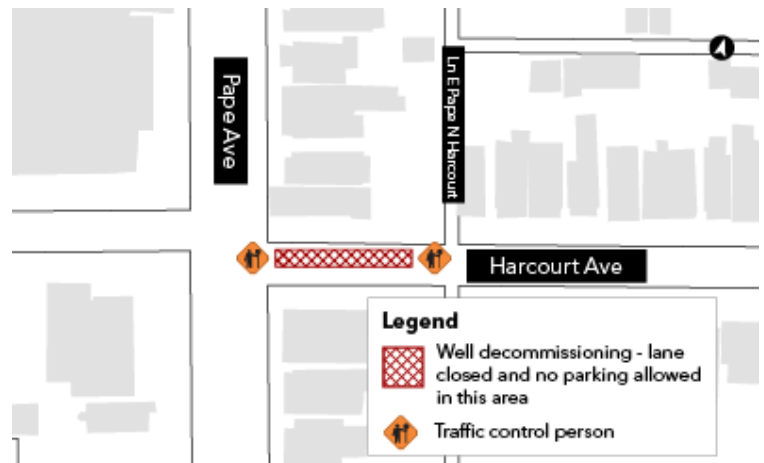 Pape Ave
Ln E Pape N Harcourt
Harcourt Ave
Legend
Well decommissioning - lane
closed and no parking allowed
in this area
Traffic control person